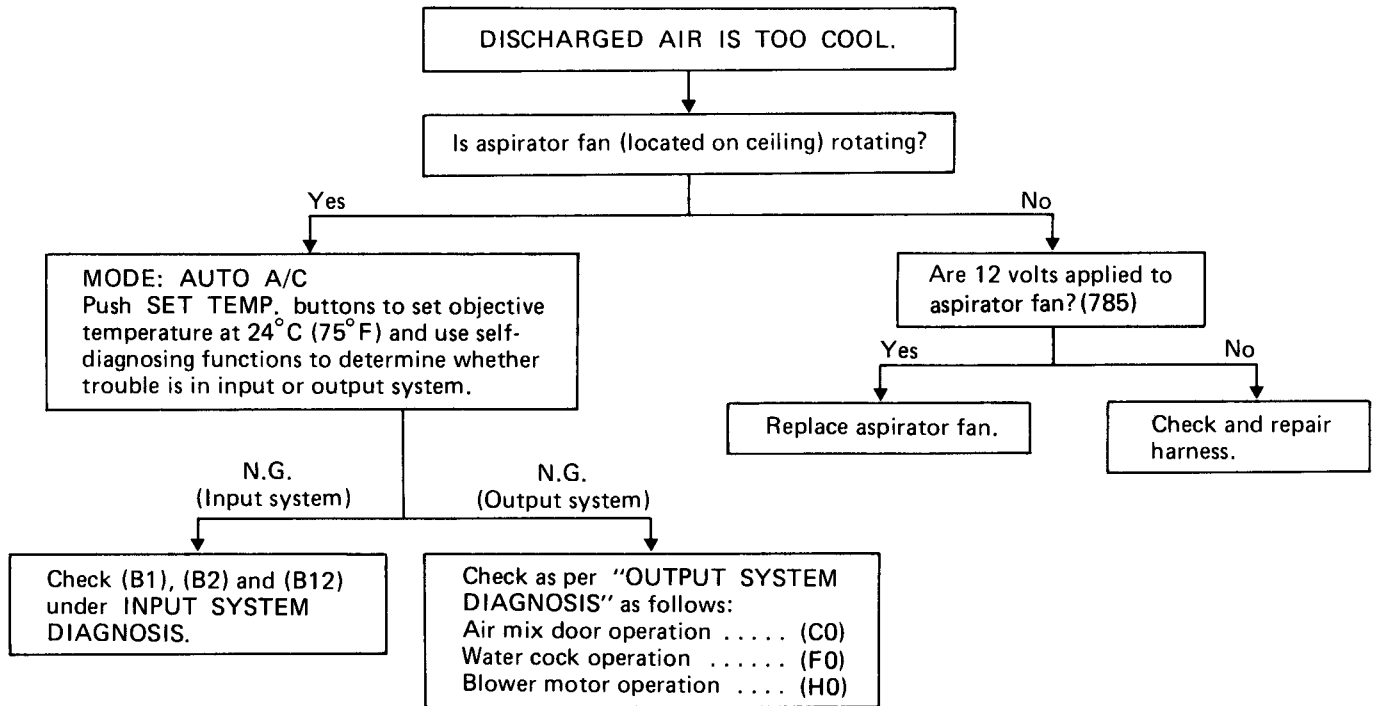 DISCHARGED AIR IS TOO COOL.
Is aspirator fan (located on ceiling) rotating?
Yes
No
MODE: AUTO A/C
Push SET TEMP. buttons to set objective
temperature at 24°C (75°F) and use self-
diagnosing functions to determine whether
trouble is in input or output system.
Are 12 volts applied to
aspirator fan? (785)
Yes
No
Replace aspirator fan.
Check and repair
harness.
N.G.
(Input system)
N.G.
(Output system)
Check (B1), (B2) and (B12)
under INPUT SYSTEM
DIAGNOSIS.
Check as per "OUTPUT SYSTEM
DIAGNOSIS" as follows:
Air mix door operation ..... (C0)
Water cock operation ...... (F0)
Blower motor operation .... (H0)